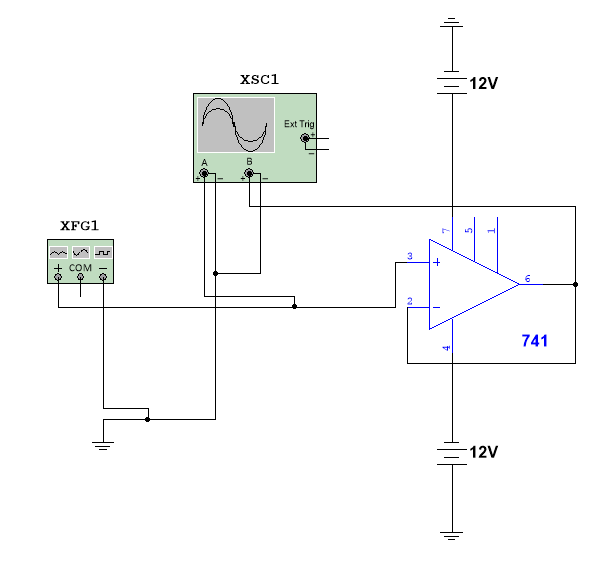 12V
XSC1
Ext Trig
+
−
A
B
+ − + −
XFG1
+ COM −
7
5
1
3
+
6
2
−
4
741
12V